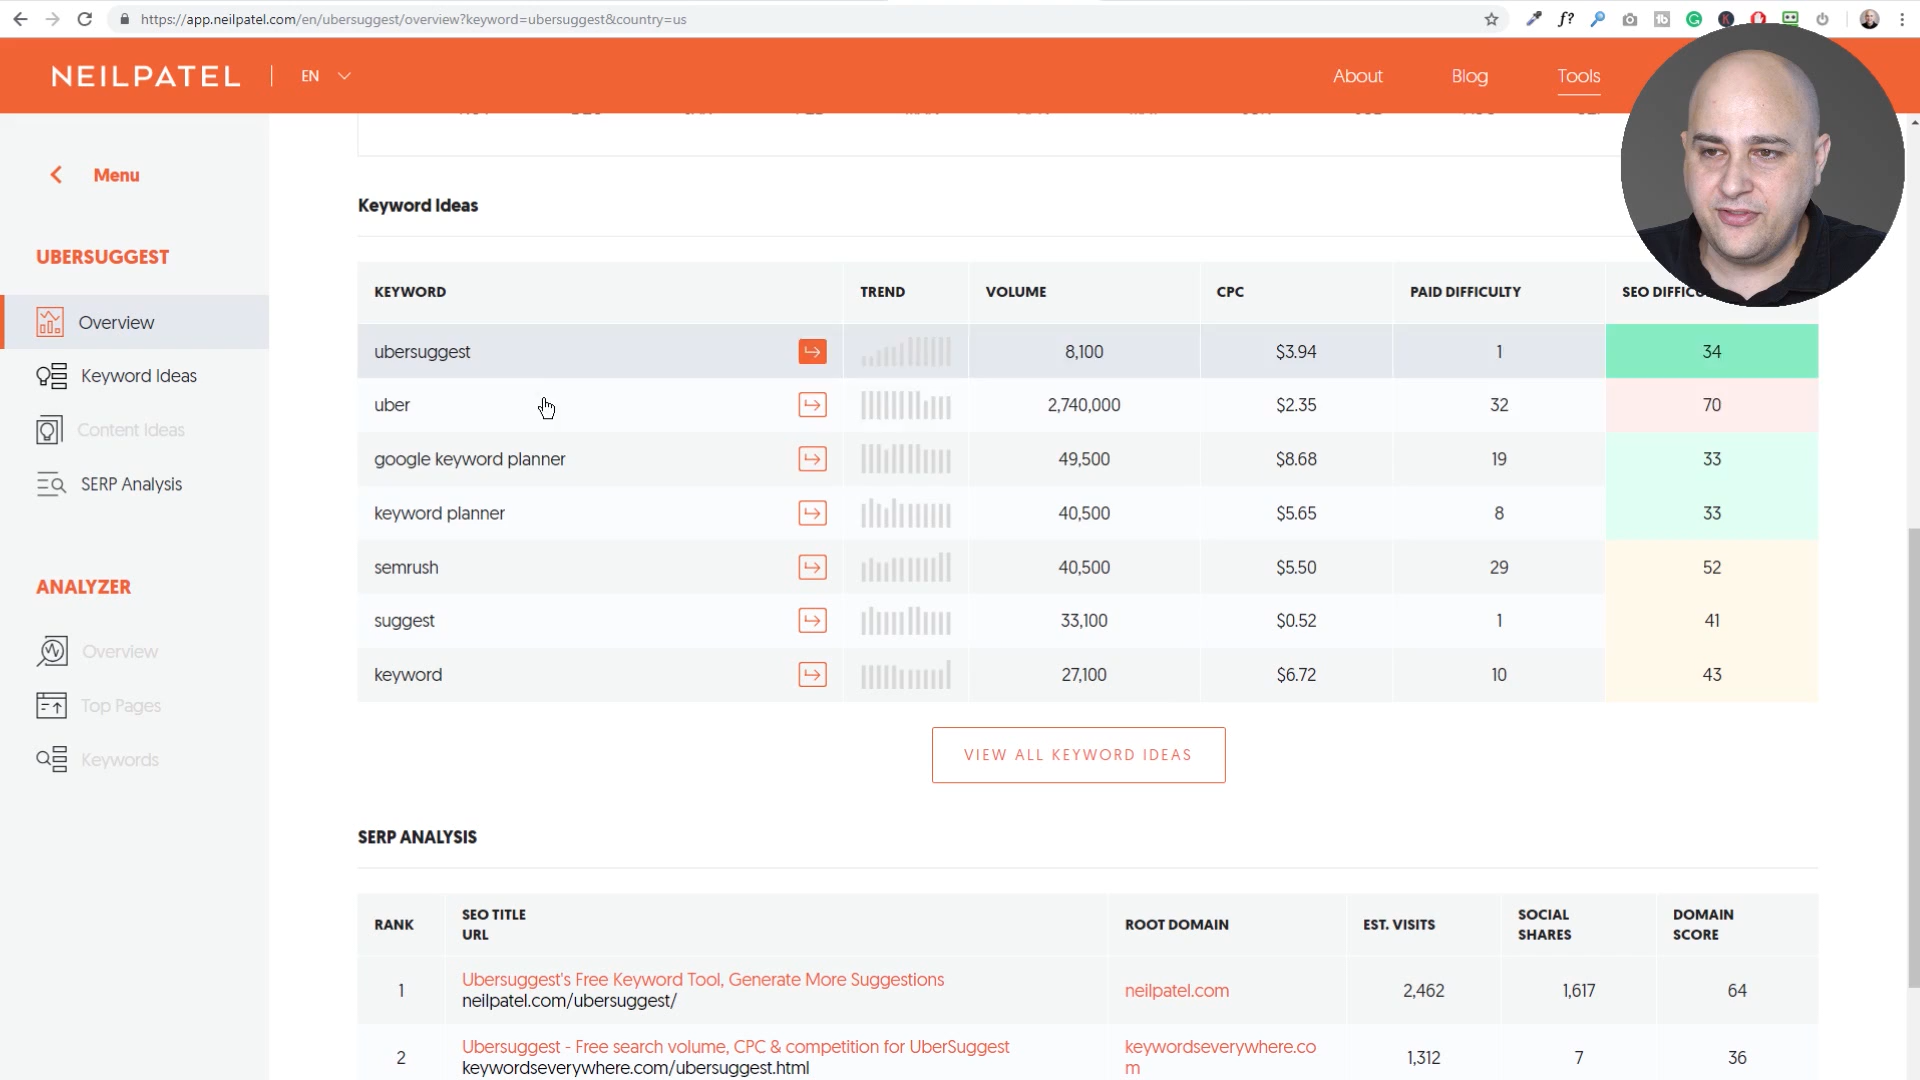 https://app.neilpatel.com/en/ubersuggest/overview?keyword=ubersuggest&country=us
f?
NEILPATEL
EN
About
Blog
Tools
Menu
UBERSUGGEST
Overview
Keyword Ideas
Content Ideas
SERP Analysis
ANALYZER
Overview
Top Pages
Keywords
Keyword Ideas
KEYWORD TREND VOLUME CPC PAID DIFFICULTY SEO
ubersuggest 8,100 $3.94 1 34
uber 2,740,000 $2.35 32 70
google keyword planner 49,500 $8.68 19 33
keyword planner 40,500 $5.65 8 33
semrush 40,500 $5.50 29 52
suggest 33,100 $0.52 1 41
keyword 27,100 $6.72 10 43
VIEW ALL KEYWORD IDEAS
SERP ANALYSIS
RANK
SEO TITLE
URL
ROOT DOMAIN
EST. VISITS
SOCIAL
SHARES
DOMAIN
SCORE
1
Ubersuggest's Free Keyword Tool, Generate More Suggestions
neilpatel.com/ubersuggest/
neilpatel.com
2,462
1,617
64
2
Ubersuggest - Free search volume, CPC & competition for UberSuggest
keywordseverywhere.com/ubersuggest.html
keywordseverywhere.co
m
1,312
7
36